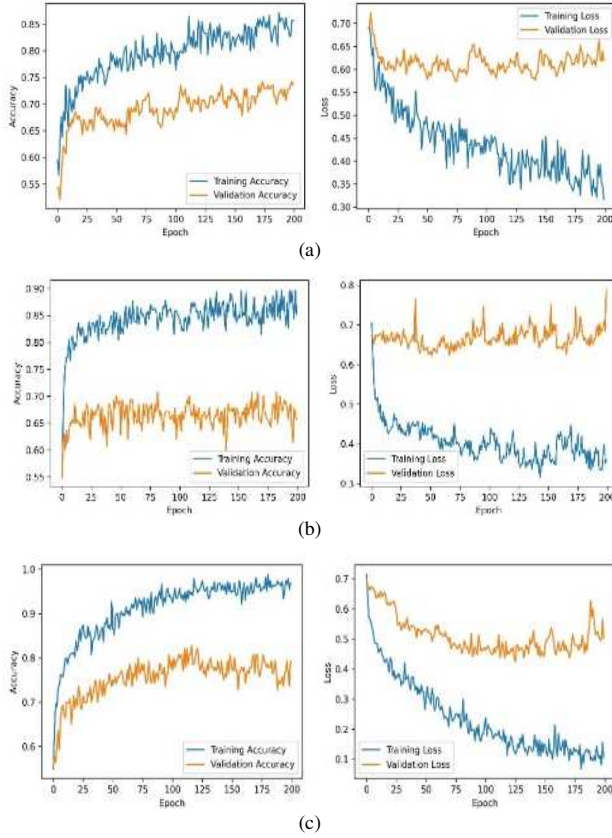 0.85
0.80
0.75
0.70
0.65
0.60
0.55
Accuracy
Training Accuracy
Validation Accuracy
0 25 50 75 100 125 150 175 200
Epoch
0.70
0.65
0.60
0.55
0.50
0.45
0.40
0.35
0.30
Loss
Training Loss
Validation Loss
0 25 50 75 100 125 150 175 200
Epoch
(a)
0.90
0.85
0.80
0.75
0.70
0.65
0.60
0.55
Accuracy
Training Accuracy
Validation Accuracy
0 25 50 75 100 125 150 175 200
Epoch
0.8
0.7
0.6
0.5
0.4
0.3
Loss
Training Loss
Validation Loss
0 25 50 75 100 125 150 175 200
Epoch
(b)
1.0
0.9
0.8
0.7
0.6
Accuracy
Training Accuracy
Validation Accuracy
0 25 50 75 100 125 150 175 200
Epoch
0.7
0.6
0.5
0.4
0.3
0.2
0.1
Loss
Training Loss
Validation Loss
0 25 50 75 100 125 150 175 200
Epoch
(c)